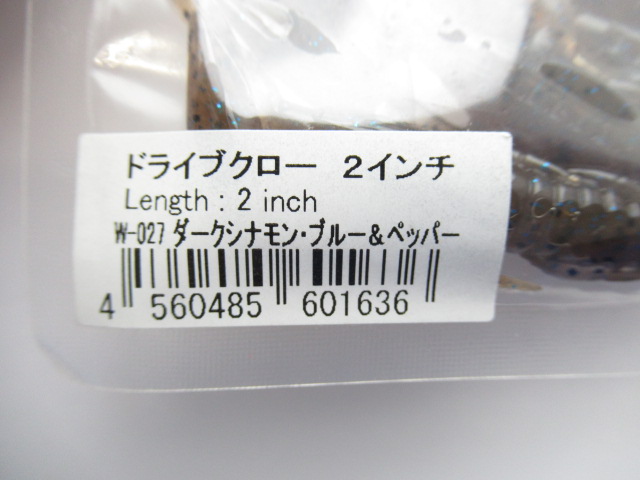 ドライブクロー 2インチ
Length : 2 inch
W-027 ダークシナモン・ブルー&ペッパー
4 560485 601636